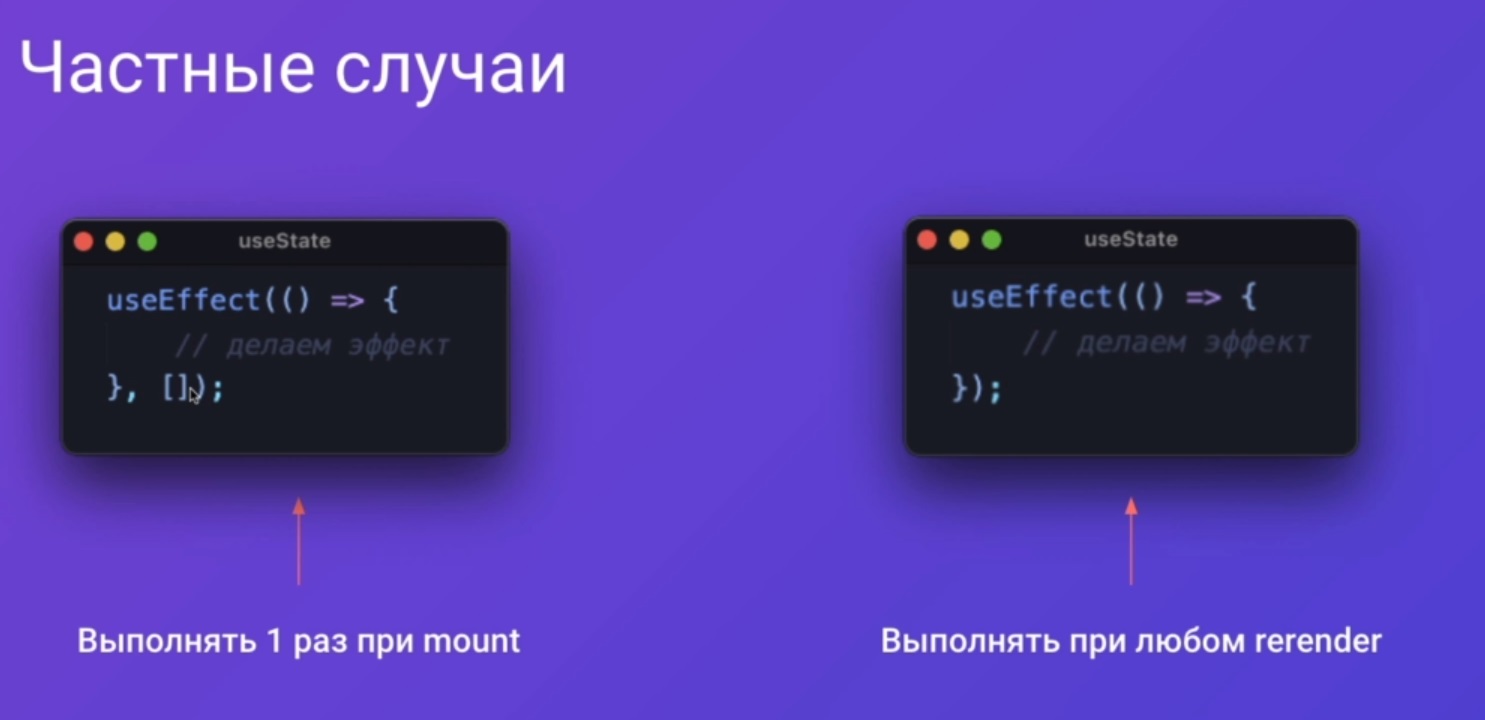 Частные случаи
useState
useEffect(() => {
// делаем эффект
}, []);
Выполнять 1 раз при mount
useState
useEffect(() => {
// делаем эффект
});
Выполнять при любом rerender